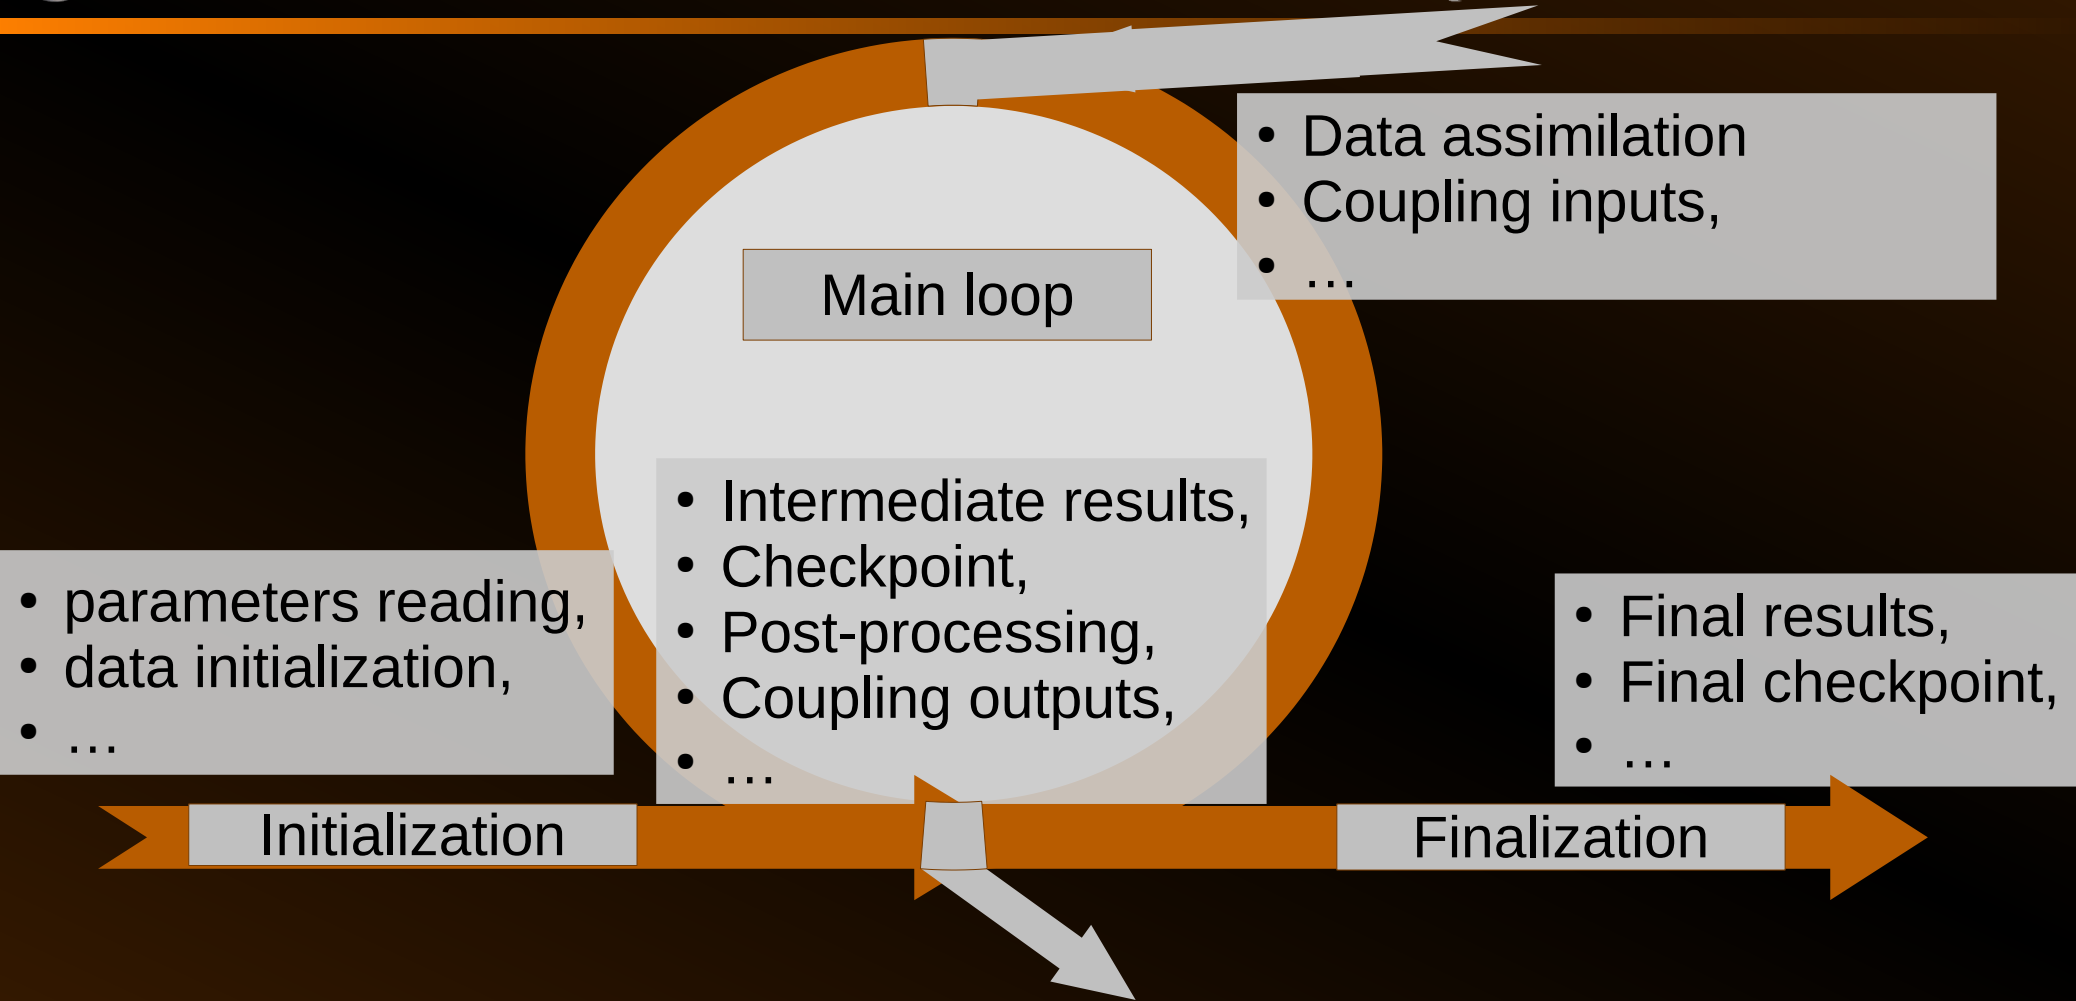 • Data assimilation
• Coupling inputs,
• …
Main loop
• Intermediate results,
• Checkpoint,
• Post-processing,
• Coupling outputs,
• …
• parameters reading,
• data initialization,
• …
• Final results,
• Final checkpoint,
• …
Initialization
Finalization